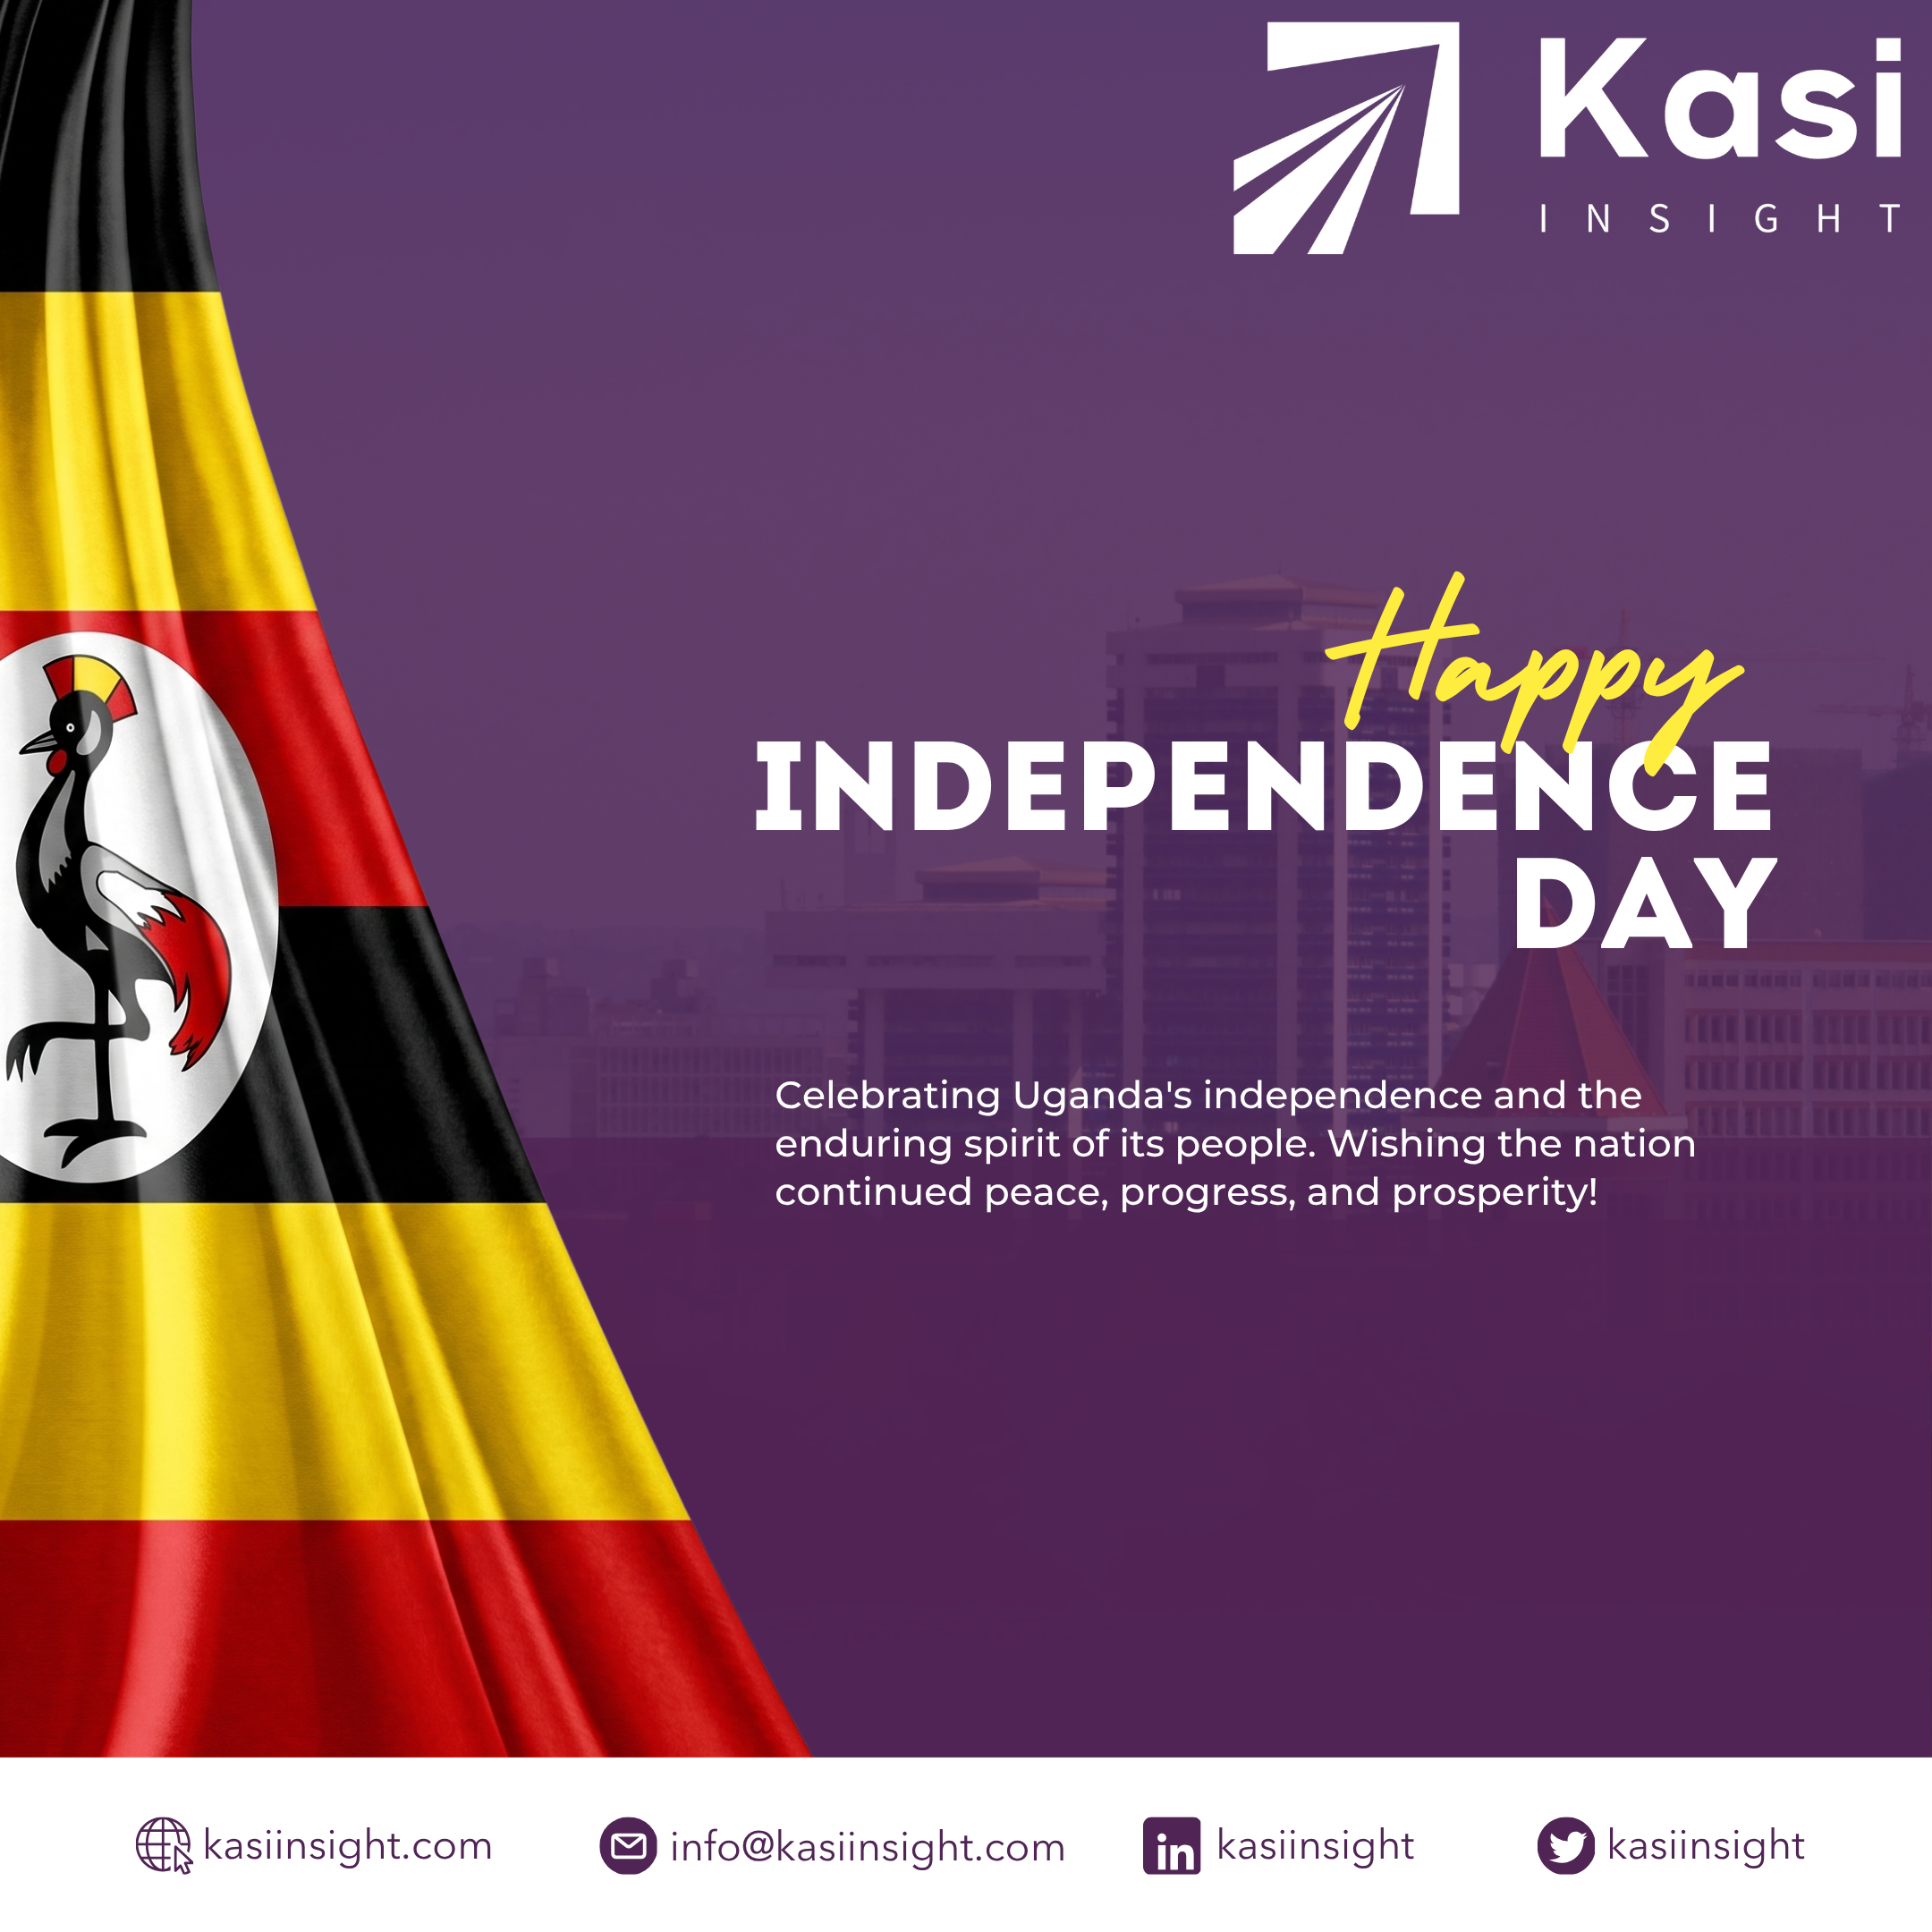 Kasi
INSIGHT
Happy
INDEPENDENCE
DAY
Celebrating Uganda's independence and the
enduring spirit of its people. Wishing the nation
continued peace, progress, and prosperity!
kasiinsight.com
info@kasiinsight.com
in kasiinsight
kasiinsight